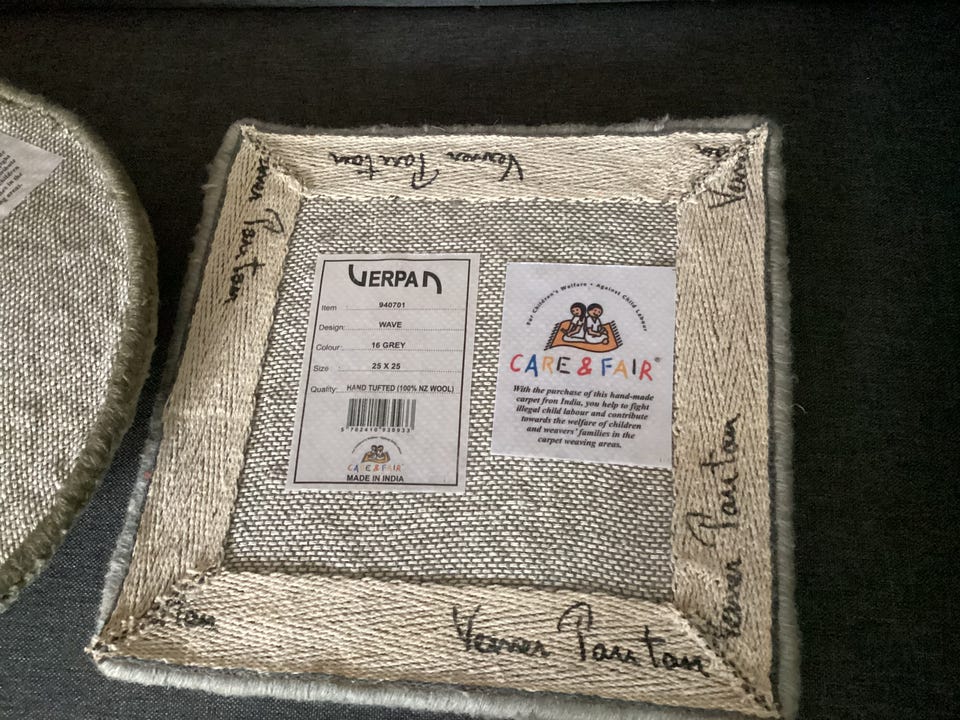 Verner Panton
Verner Panton
VERPAN
Item : 940701
Design: WAVE
Colour: 16 GREY
Size : 25 X 25
Quality: HAND TUFTED (100% NZ WOOL)
CARE & FAIR
MADE IN INDIA
For Children's Welfare • Against Child Labour
CARE & FAIR®
With the purchase of this hand-made
carpet fron India, you help to fight
illegal child labour and contribute
towards the welfare of children
and weavers' families in the
carpet weaving areas.
Verner Panton
Verner Panton